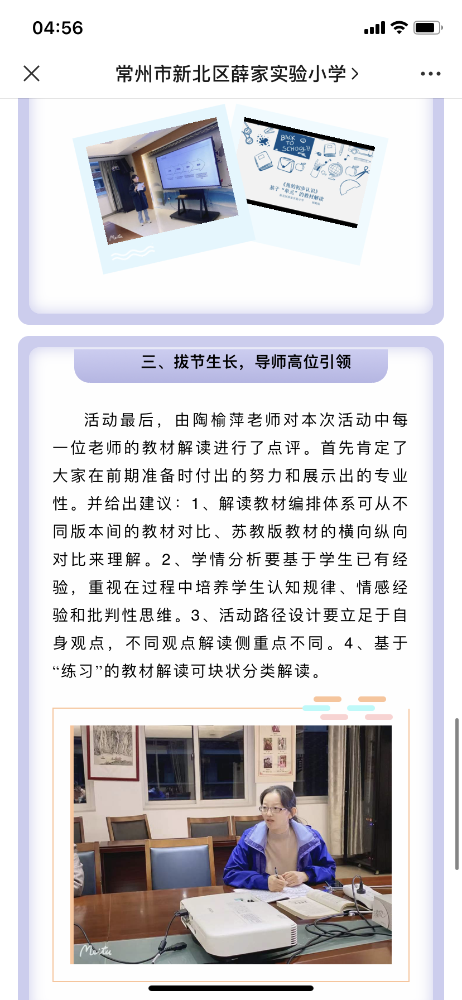 04:56
常州市新北区薛家实验小学
BACK
TO
SCHOOL!!
《角的初步认识》
基于“单元”的教材解读
新北区薛家实验小学
Meitu
三、拔节生长，导师高位引领
活动最后，由陶榆萍老师对本次活动中每
一位老师的教材解读进行了点评。首先肯定了
大家在前期准备时付出的努力和展示出的专业
性。并给出建议：1、解读教材编排体系可从不
同版本间的教材对比、苏教版教材的横向纵向
对比来理解。2、学情分析要基于学生已有经
验，重视在过程中培养学生认知规律、情感经
验和批判性思维。3、活动路径设计要立足于自
身观点，不同观点解读侧重点不同。4、基于
“练习”的教材解读可块状分类解读。
Meitu